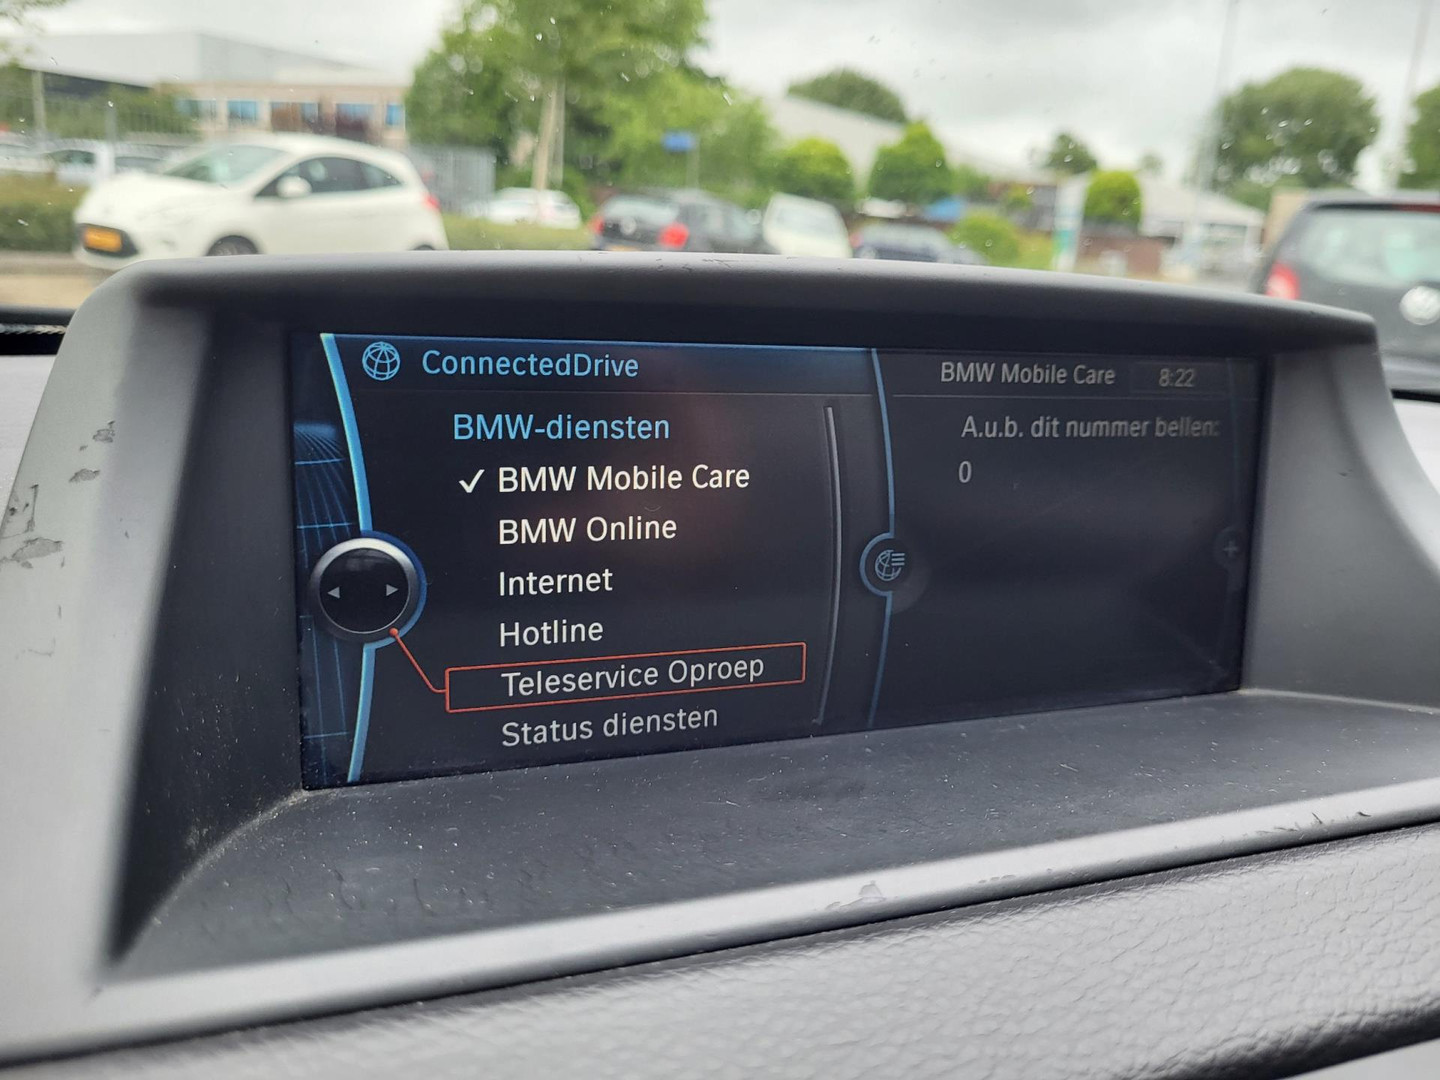 ConnectedDrive
BMW-diensten
✓ BMW Mobile Care
BMW Online
Internet
Hotline
Teleservice Oproep
Status diensten
BMW Mobile Care 8:22
A.u.b. dit nummer bellen:
0